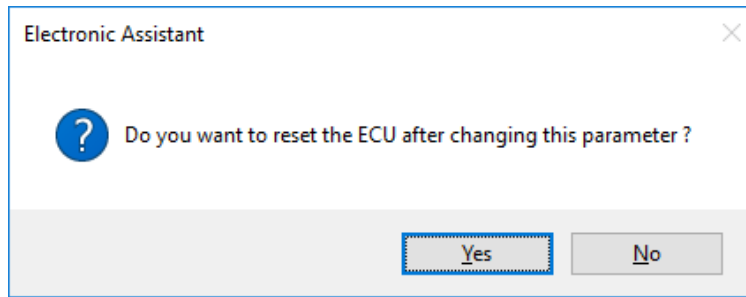 Electronic Assistant
?
Do you want to reset the ECU after changing this parameter ?
Yes
No